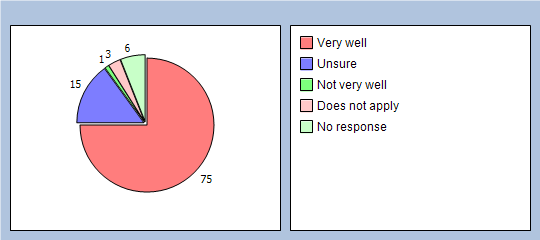 6
3
1
15
75
Very well
Unsure
Not very well
Does not apply
No response